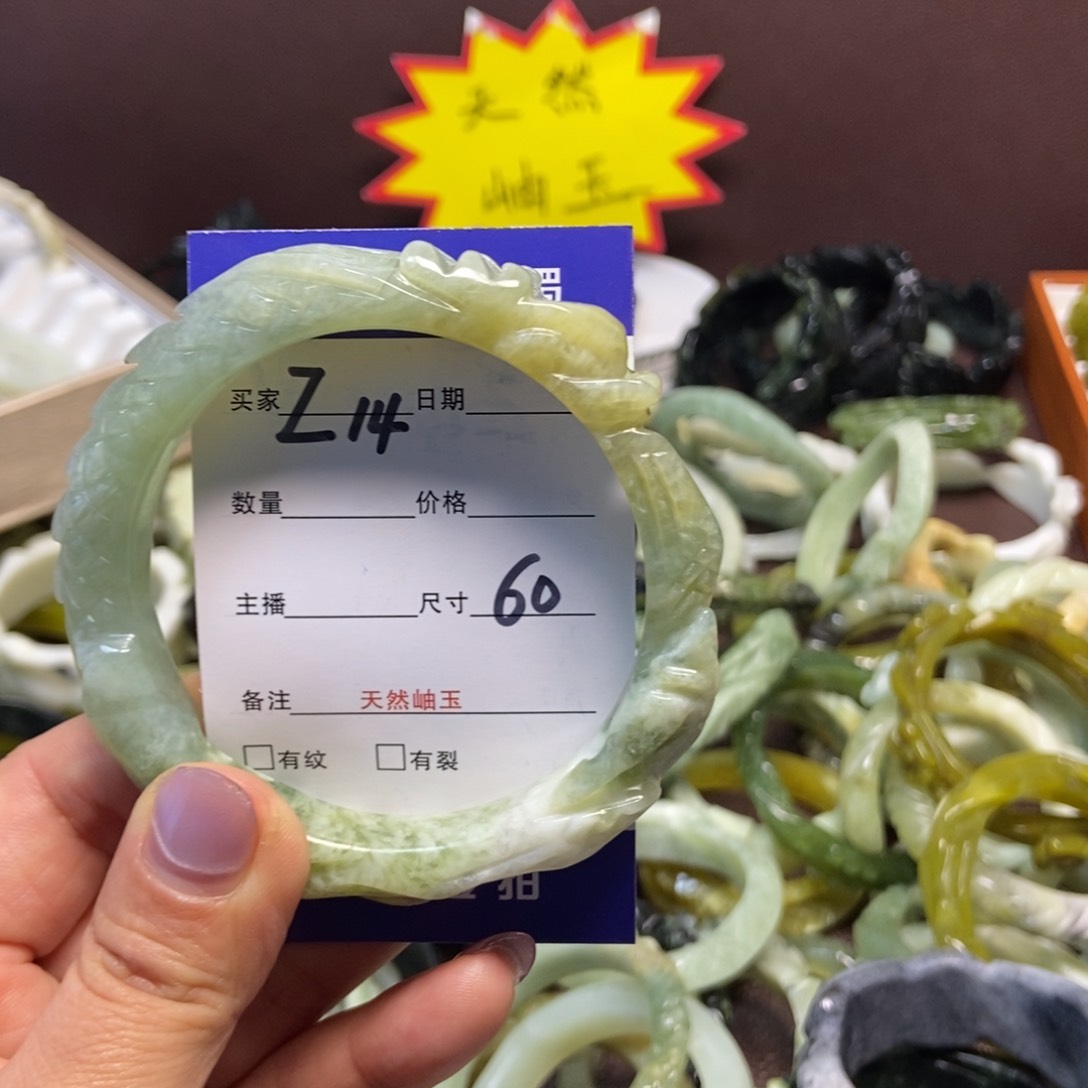 天然
岫玉
买家 Z14 日期
数量 价格
主播 尺寸 60
备注 天然岫玉
□有纹 □有裂
拍